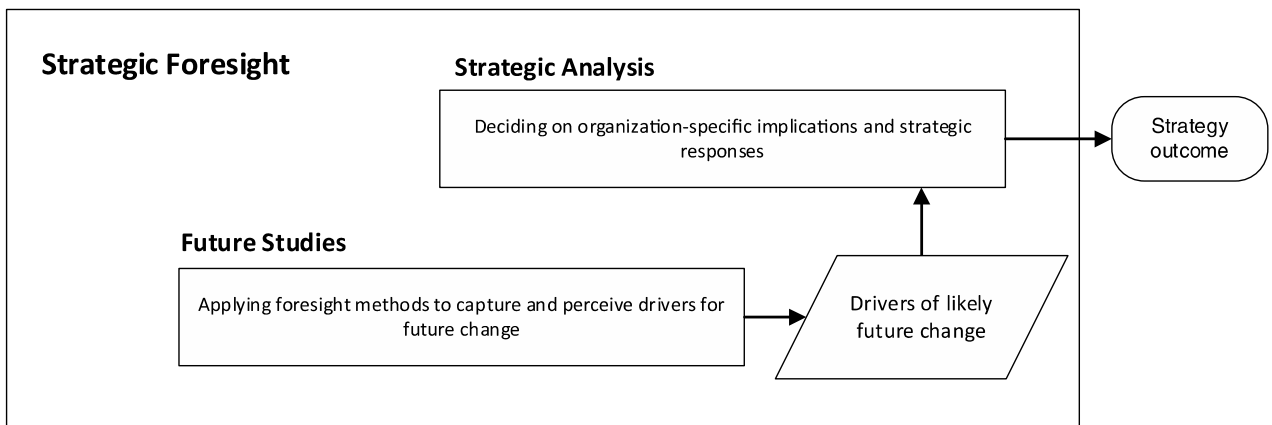 Strategic Foresight
Strategic Analysis
Deciding on organization-specific implications and strategic
responses
Strategy
outcome
Future Studies
Applying foresight methods to capture and perceive drivers for
future change
Drivers of likely
future change